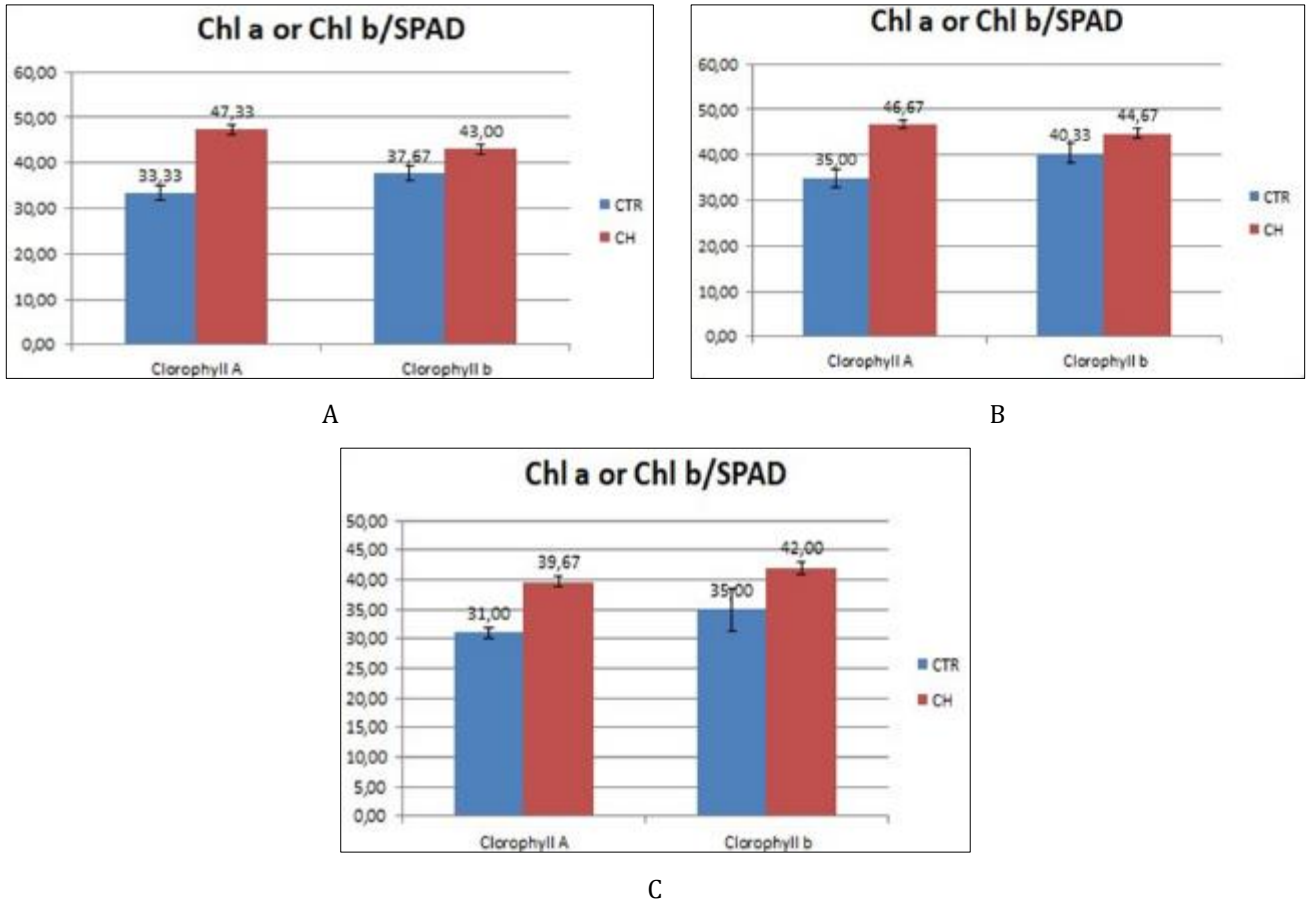 Chl a or Chl b/SPAD
60,00
50,00
40,00
30,00
20,00
10,00
0,00
47,33
43,00
37,67
33,33
CTR
CH
Clorophyll A
Clorophyll b
A
Chl a or Chl b/SPAD
60,00
50,00
40,00
30,00
20,00
10,00
0,00
46,67
44,67
40,33
35,00
CTR
CH
Clorophyll A
Clorophyll b
B
Chl a or Chl b/SPAD
50,00
45,00
40,00
35,00
30,00
25,00
20,00
15,00
10,00
5,00
0,00
42,00
39,67
35,00
31,00
CTR
CH
Clorophyll A
Clorophyll b
C